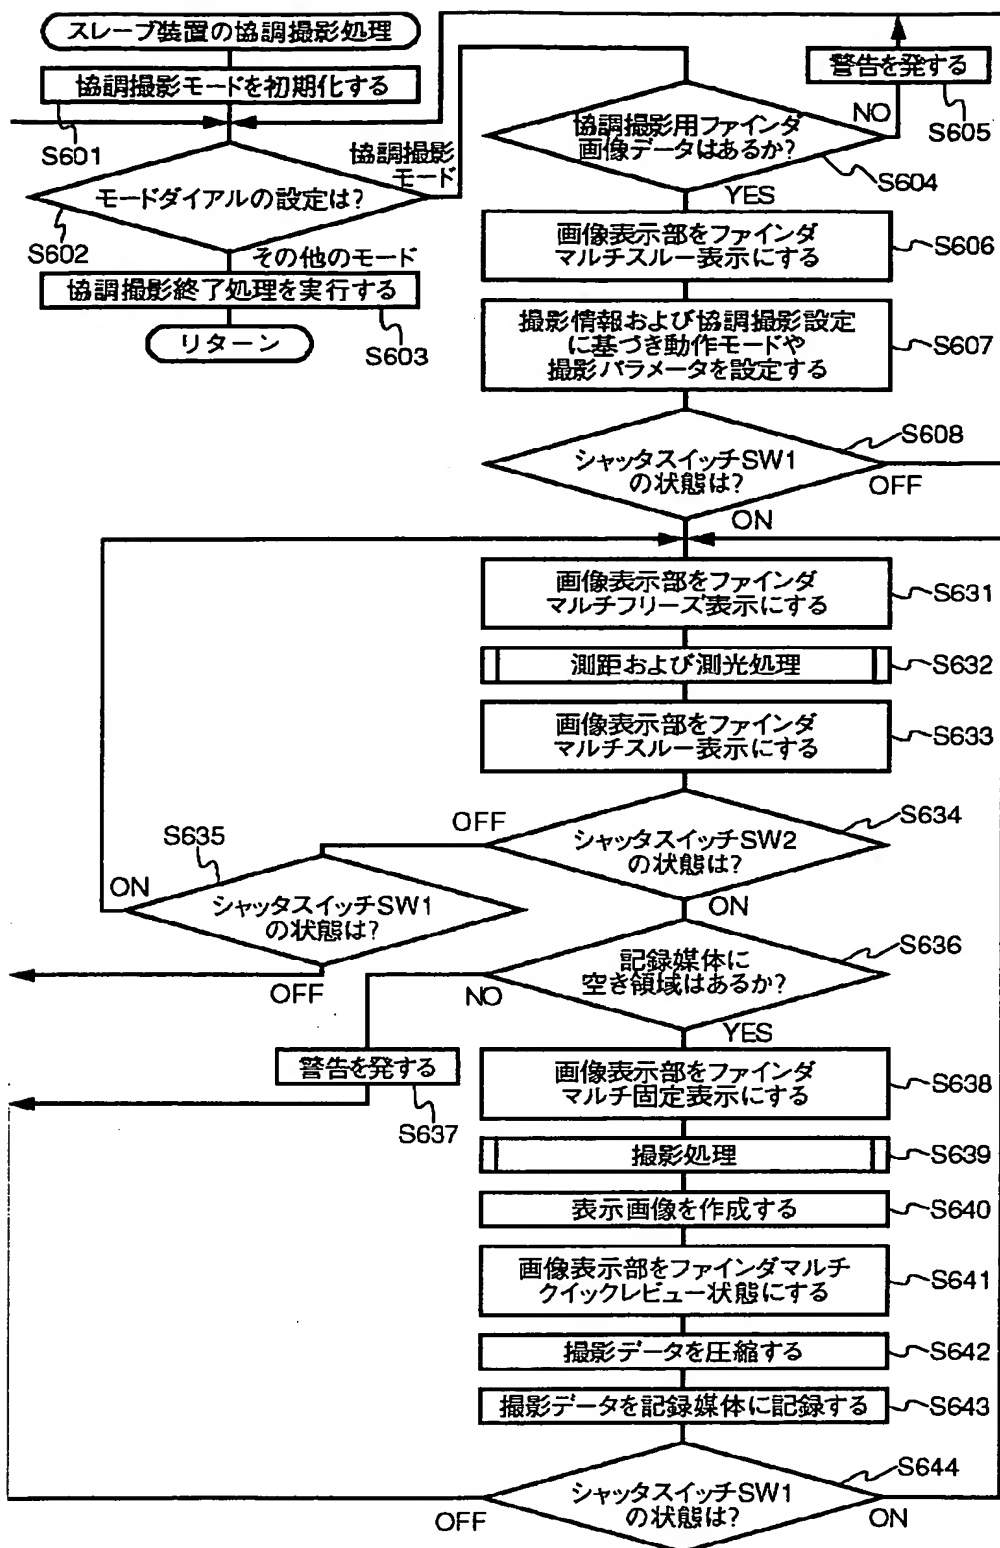 スレーブ装置の協調撮影処理
協調撮影モードを初期化する
S601
モードダイアルの設定は?
協調撮影
モード
S602
その他のモード
協調撮影終了処理を実行する
S603
リターン
協調撮影用ファインダ
画像データはあるか?
S604
NO
警告を発する
S605
YES
画像表示部をファインダ
マルチスルー表示にする
S606
撮影情報および協調撮影設定
に基づき動作モードや
撮影パラメータを設定する
S607
シャッタスイッチSW1
の状態は?
S608
OFF
ON
画像表示部をファインダ
マルチフリーズ表示にする
S631
測距および測光処理
S632
画像表示部をファインダ
マルチスルー表示にする
S633
シャッタスイッチSW2
の状態は?
S634
OFF
ON
S635
シャッタスイッチSW1
の状態は?
ON
OFF
記録媒体に
空き領域はあるか?
S636
NO
YES
警告を発する
S637
画像表示部をファインダ
マルチ固定表示にする
S638
撮影処理
S639
表示画像を作成する
S640
画像表示部をファインダマルチ
クイックレビュー状態にする
S641
撮影データを圧縮する
S642
撮影データを記録媒体に記録する
S643
シャッタスイッチSW1
の状態は?
S644
OFF
ON